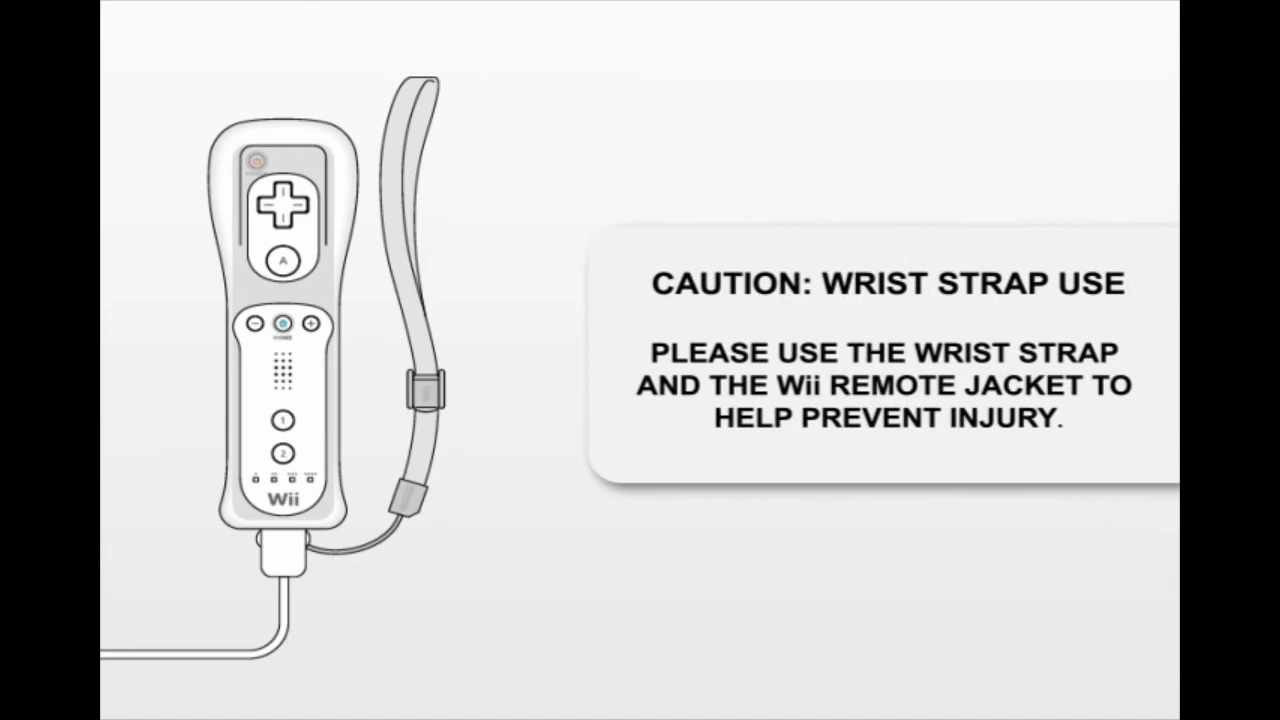 CAUTION: WRIST STRAP USE
PLEASE USE THE WRIST STRAP
AND THE Wii REMOTE JACKET TO
HELP PREVENT INJURY.
A
1
2
Wii